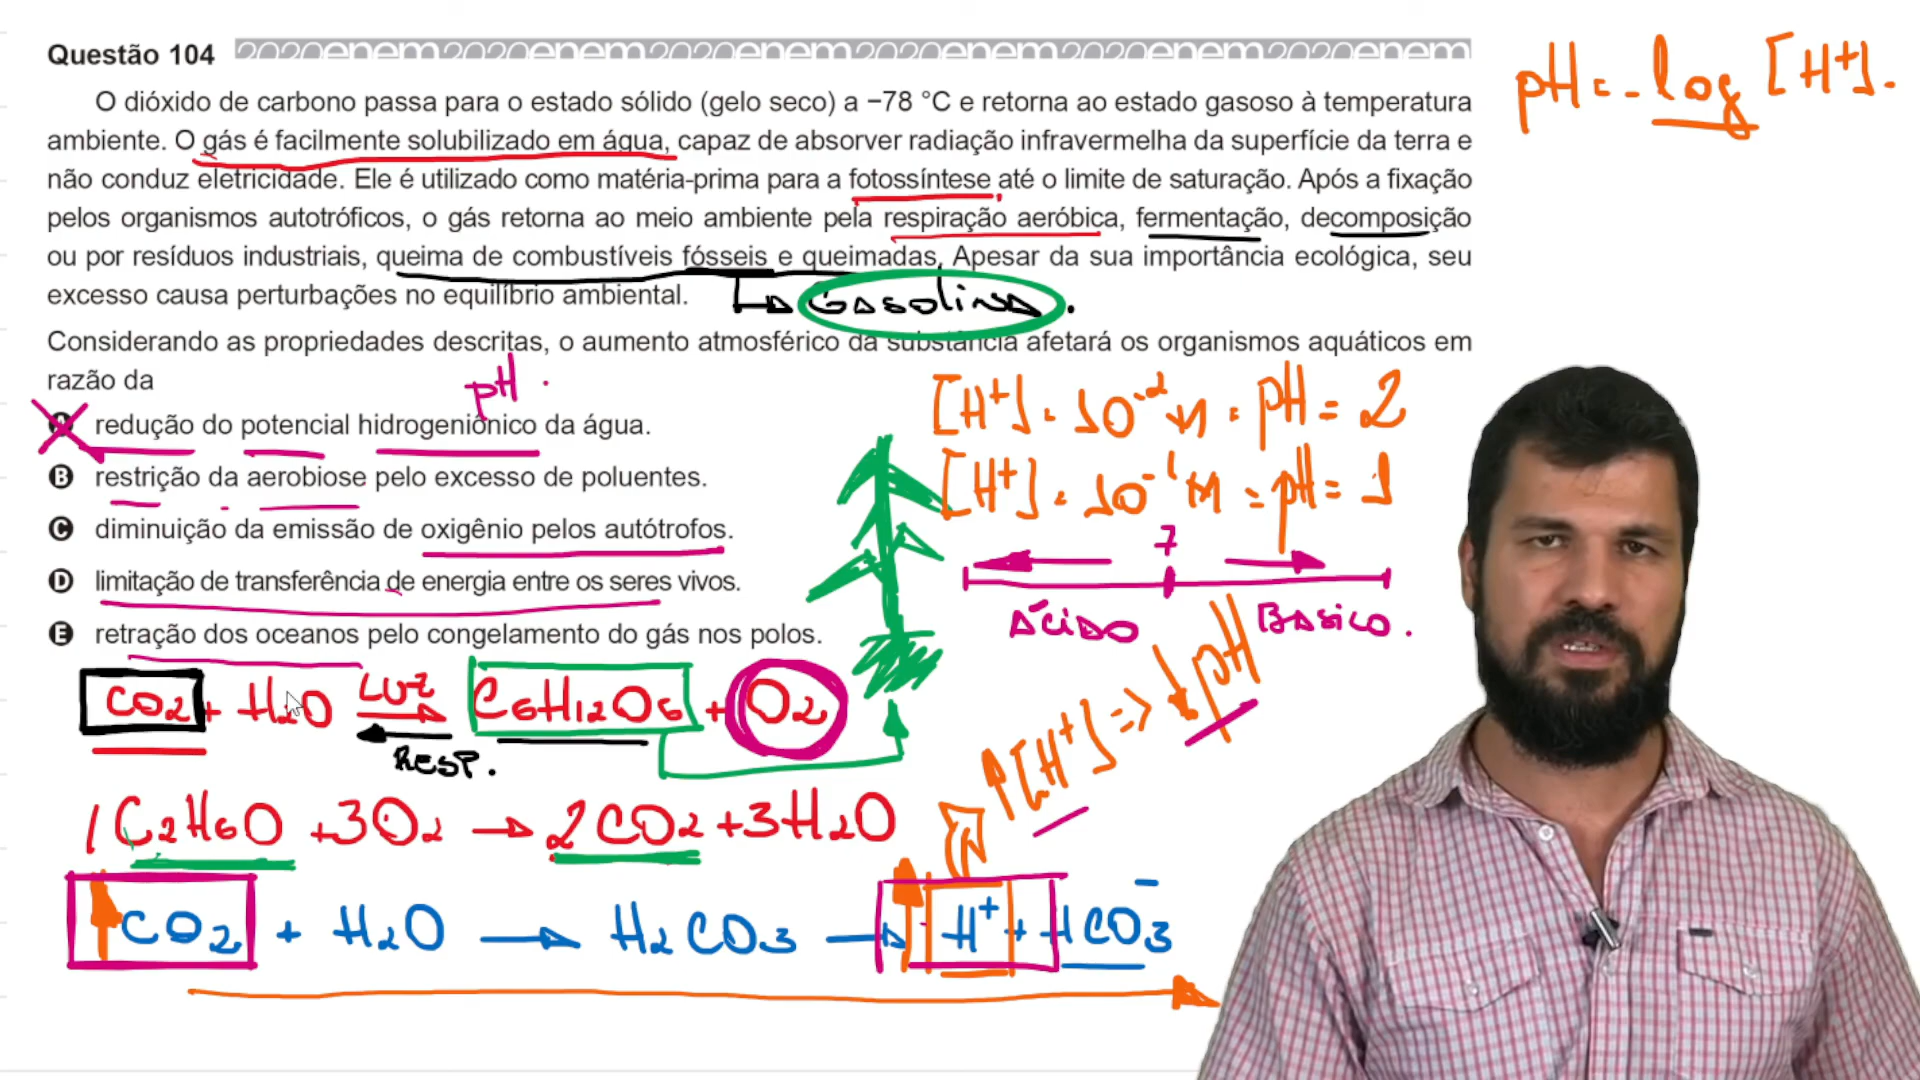 Questão 104 2020enem2020enem2020enem2020enem2020enem2020enem
O dióxido de carbono passa para o estado sólido (gelo seco) a −78 °C e retorna ao estado gasoso à temperatura
ambiente. O gás é facilmente solubilizado em água, capaz de absorver radiação infravermelha da superfície da terra e
não conduz eletricidade. Ele é utilizado como matéria-prima para a fotossíntese até o limite de saturação. Após a fixação
pelos organismos autotróficos, o gás retorna ao meio ambiente pela respiração aeróbica, fermentação, decomposição
ou por resíduos industriais, queima de combustíveis fósseis e queimadas. Apesar da sua importância ecológica, seu
excesso causa perturbações no equilíbrio ambiental.
GASOLINA.
Considerando as propriedades descritas, o aumento atmosférico da substância afetará os organismos aquáticos em
razão da
pH
A redução do potencial hidrogeniônico da água.
B restrição da aerobiose pelo excesso de poluentes.
C diminuição da emissão de oxigênio pelos autótrofos.
D limitação de transferência de energia entre os seres vivos.
E retração dos oceanos pelo congelamento do gás nos polos.
pH = - log [H+].
[H+] = 10-2 M = pH = 2
[H+] = 10-1 M = pH = 1
7
ÁCIDO BÁSICO.
CO2 + H2O LUZ C6H12O6 + O2
RESP.
↑[H+] => ↓pH
1C2H6O + 3O2 → 2CO2 + 3H2O
CO2 + H2O → H2CO3 → H+ + HCO3-